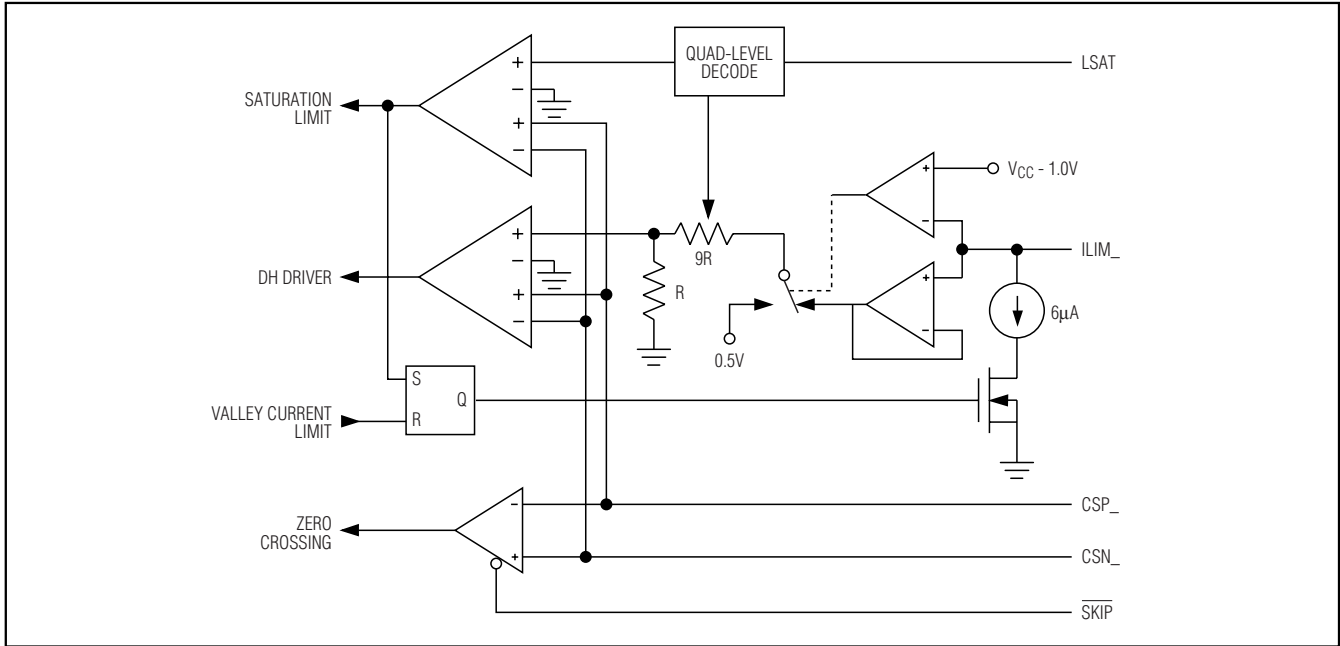 QUAD-LEVEL
DECODE
LSAT
+
−
+
−
SATURATION
LIMIT
+
−
VCC - 1.0V
ILIM_
+
−
+
−
9R
+
−
DH DRIVER
R
6µA
0.5V
S
Q
R
VALLEY CURRENT
LIMIT
−
+
CSP_
ZERO
CROSSING
CSN_
SKIP